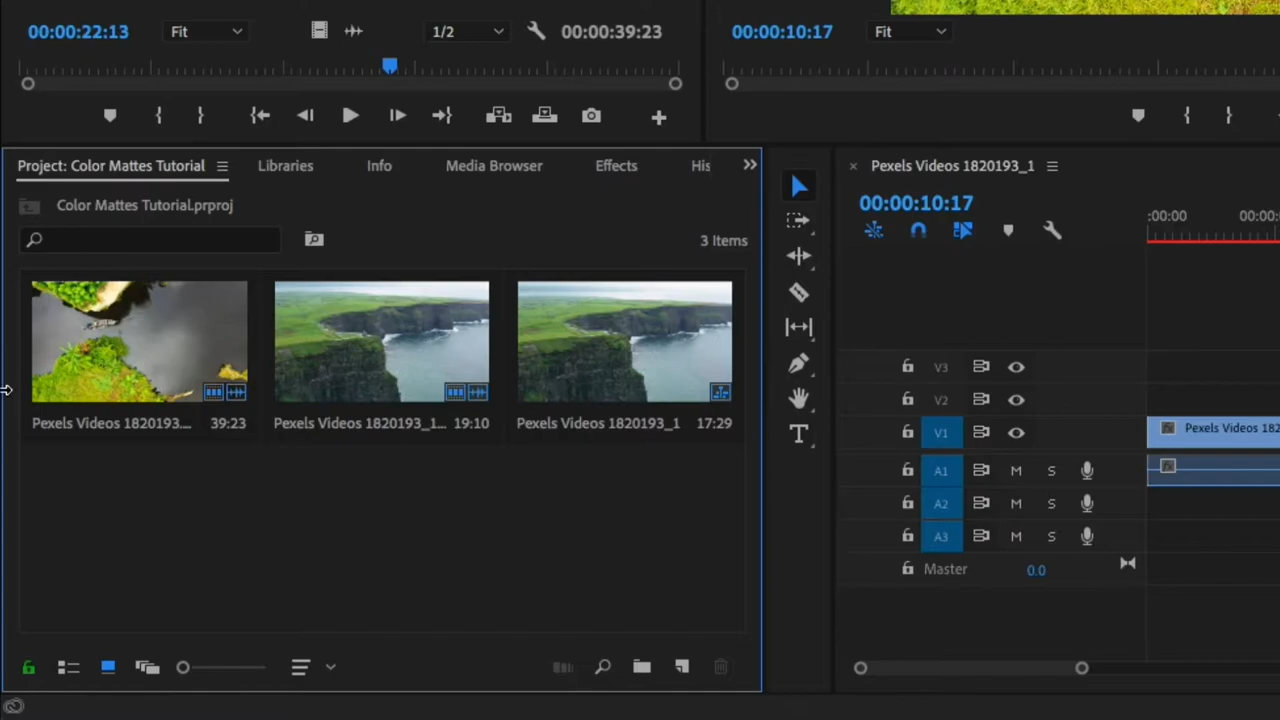 00:00:22:13 Fit 1/2 00:00:39:23 00:00:10:17 Fit
Project: Color Mattes Tutorial Libraries Info Media Browser Effects His
Color Mattes Tutorial.prproj
3 Items
Pexels Videos 1820193.... 39:23 Pexels Videos 1820193_1... 19:10 Pexels Videos 1820193_1 17:29
Pexels Videos 1820193_1
00:00:10:17
:00:00 00:00:
V3
V2
V1 Pexels Videos 182
A1 M S
A2 M S
A3 M S
Master 0.0